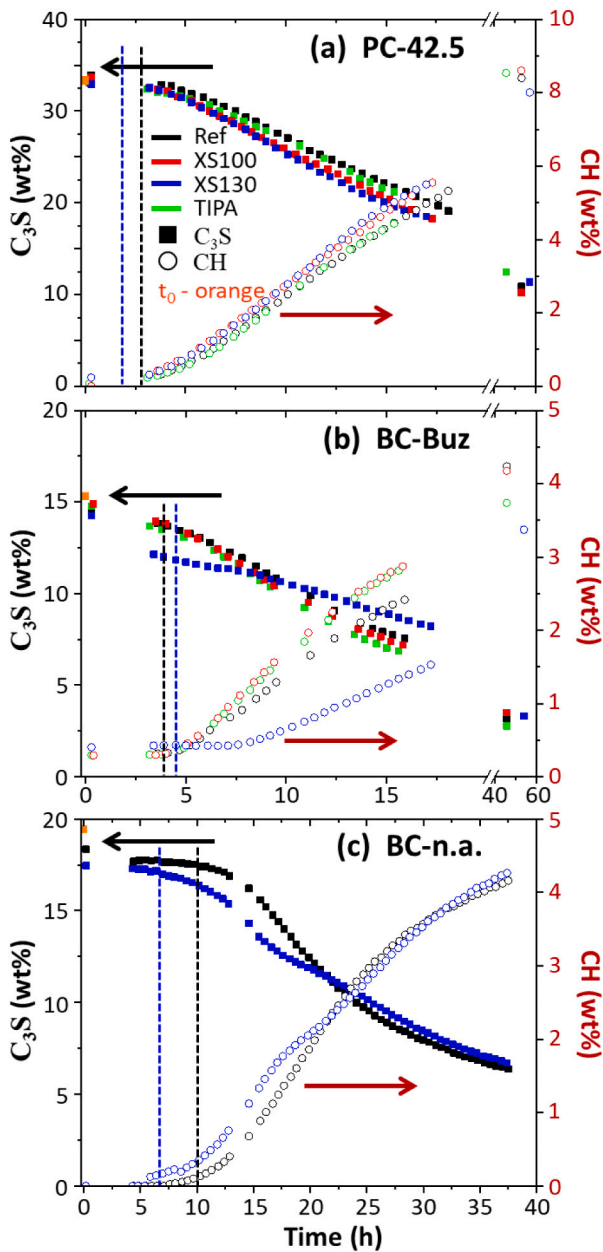 (a) PC-42.5
C₃S (wt%)
40
30
20
10
0
10
8
6
4
2
0
CH (wt%)
Ref
XS100
XS130
TIPA
C₃S
CH
t₀ - orange
(b) BC-Buz
C₃S (wt%)
20
15
10
5
0
5
4
3
2
1
0
CH (wt%)
0 5 10 15 40 60
(c) BC-n.a.
C₃S (wt%)
20
15
10
5
0
5
4
3
2
1
0
CH (wt%)
0 5 10 15 20 25 30 35 40
Time (h)